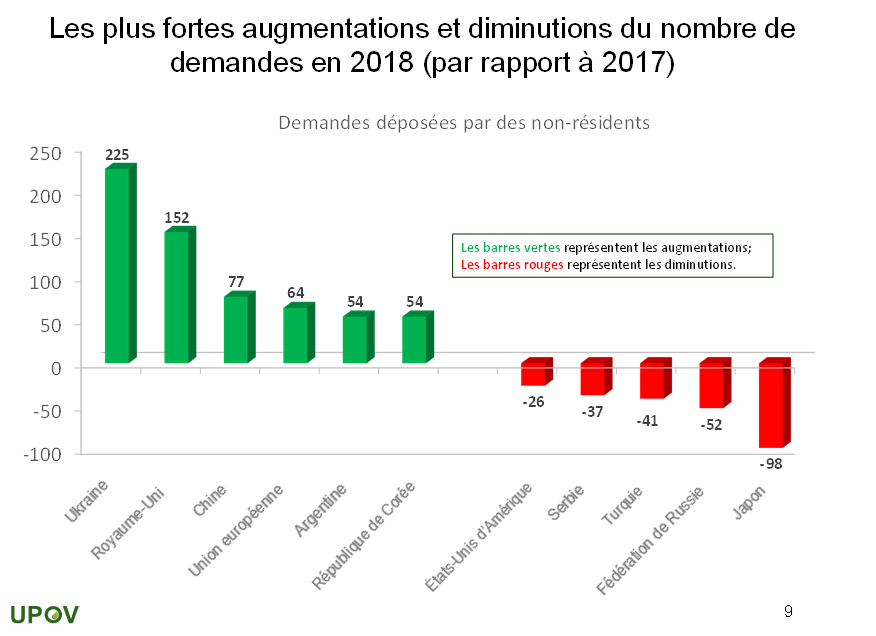 Les plus fortes augmentations et diminutions du nombre de
demandes en 2018 (par rapport à 2017)
Demandes déposées par des non-résidents
250
200
150
100
50
0
-50
-100
225
152
77
64
54
54
-26
-37
-41
-52
-98
Les barres vertes représentent les augmentations;
Les barres rouges représentent les diminutions.
Ukraine
Royaume-Uni
Chine
Union européenne
Argentine
République de Corée
États-Unis d'Amérique
Serbie
Turquie
Fédération de Russie
Japon
UPOV
9